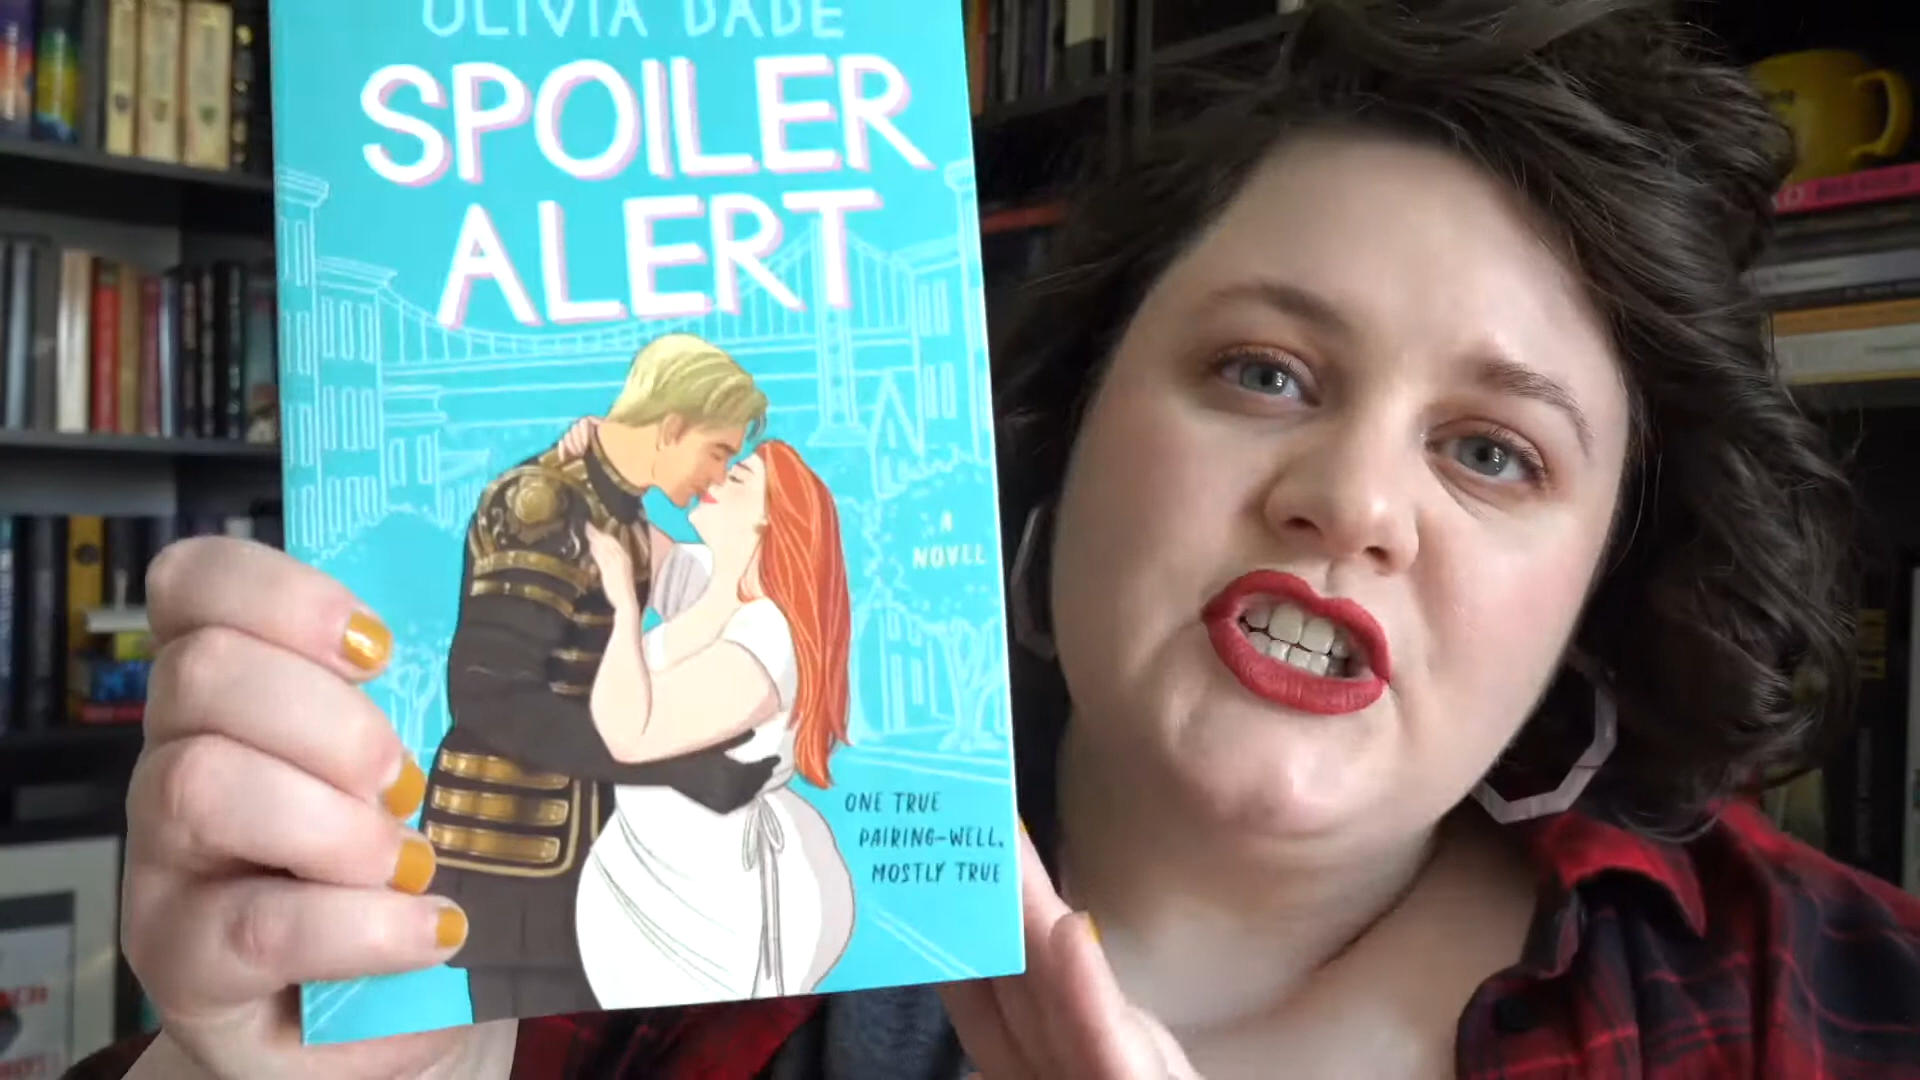 OLIVIA DADE
SPOILER
ALERT
A
NOVEL
ONE TRUE
PAIRING—WELL,
MOSTLY TRUE